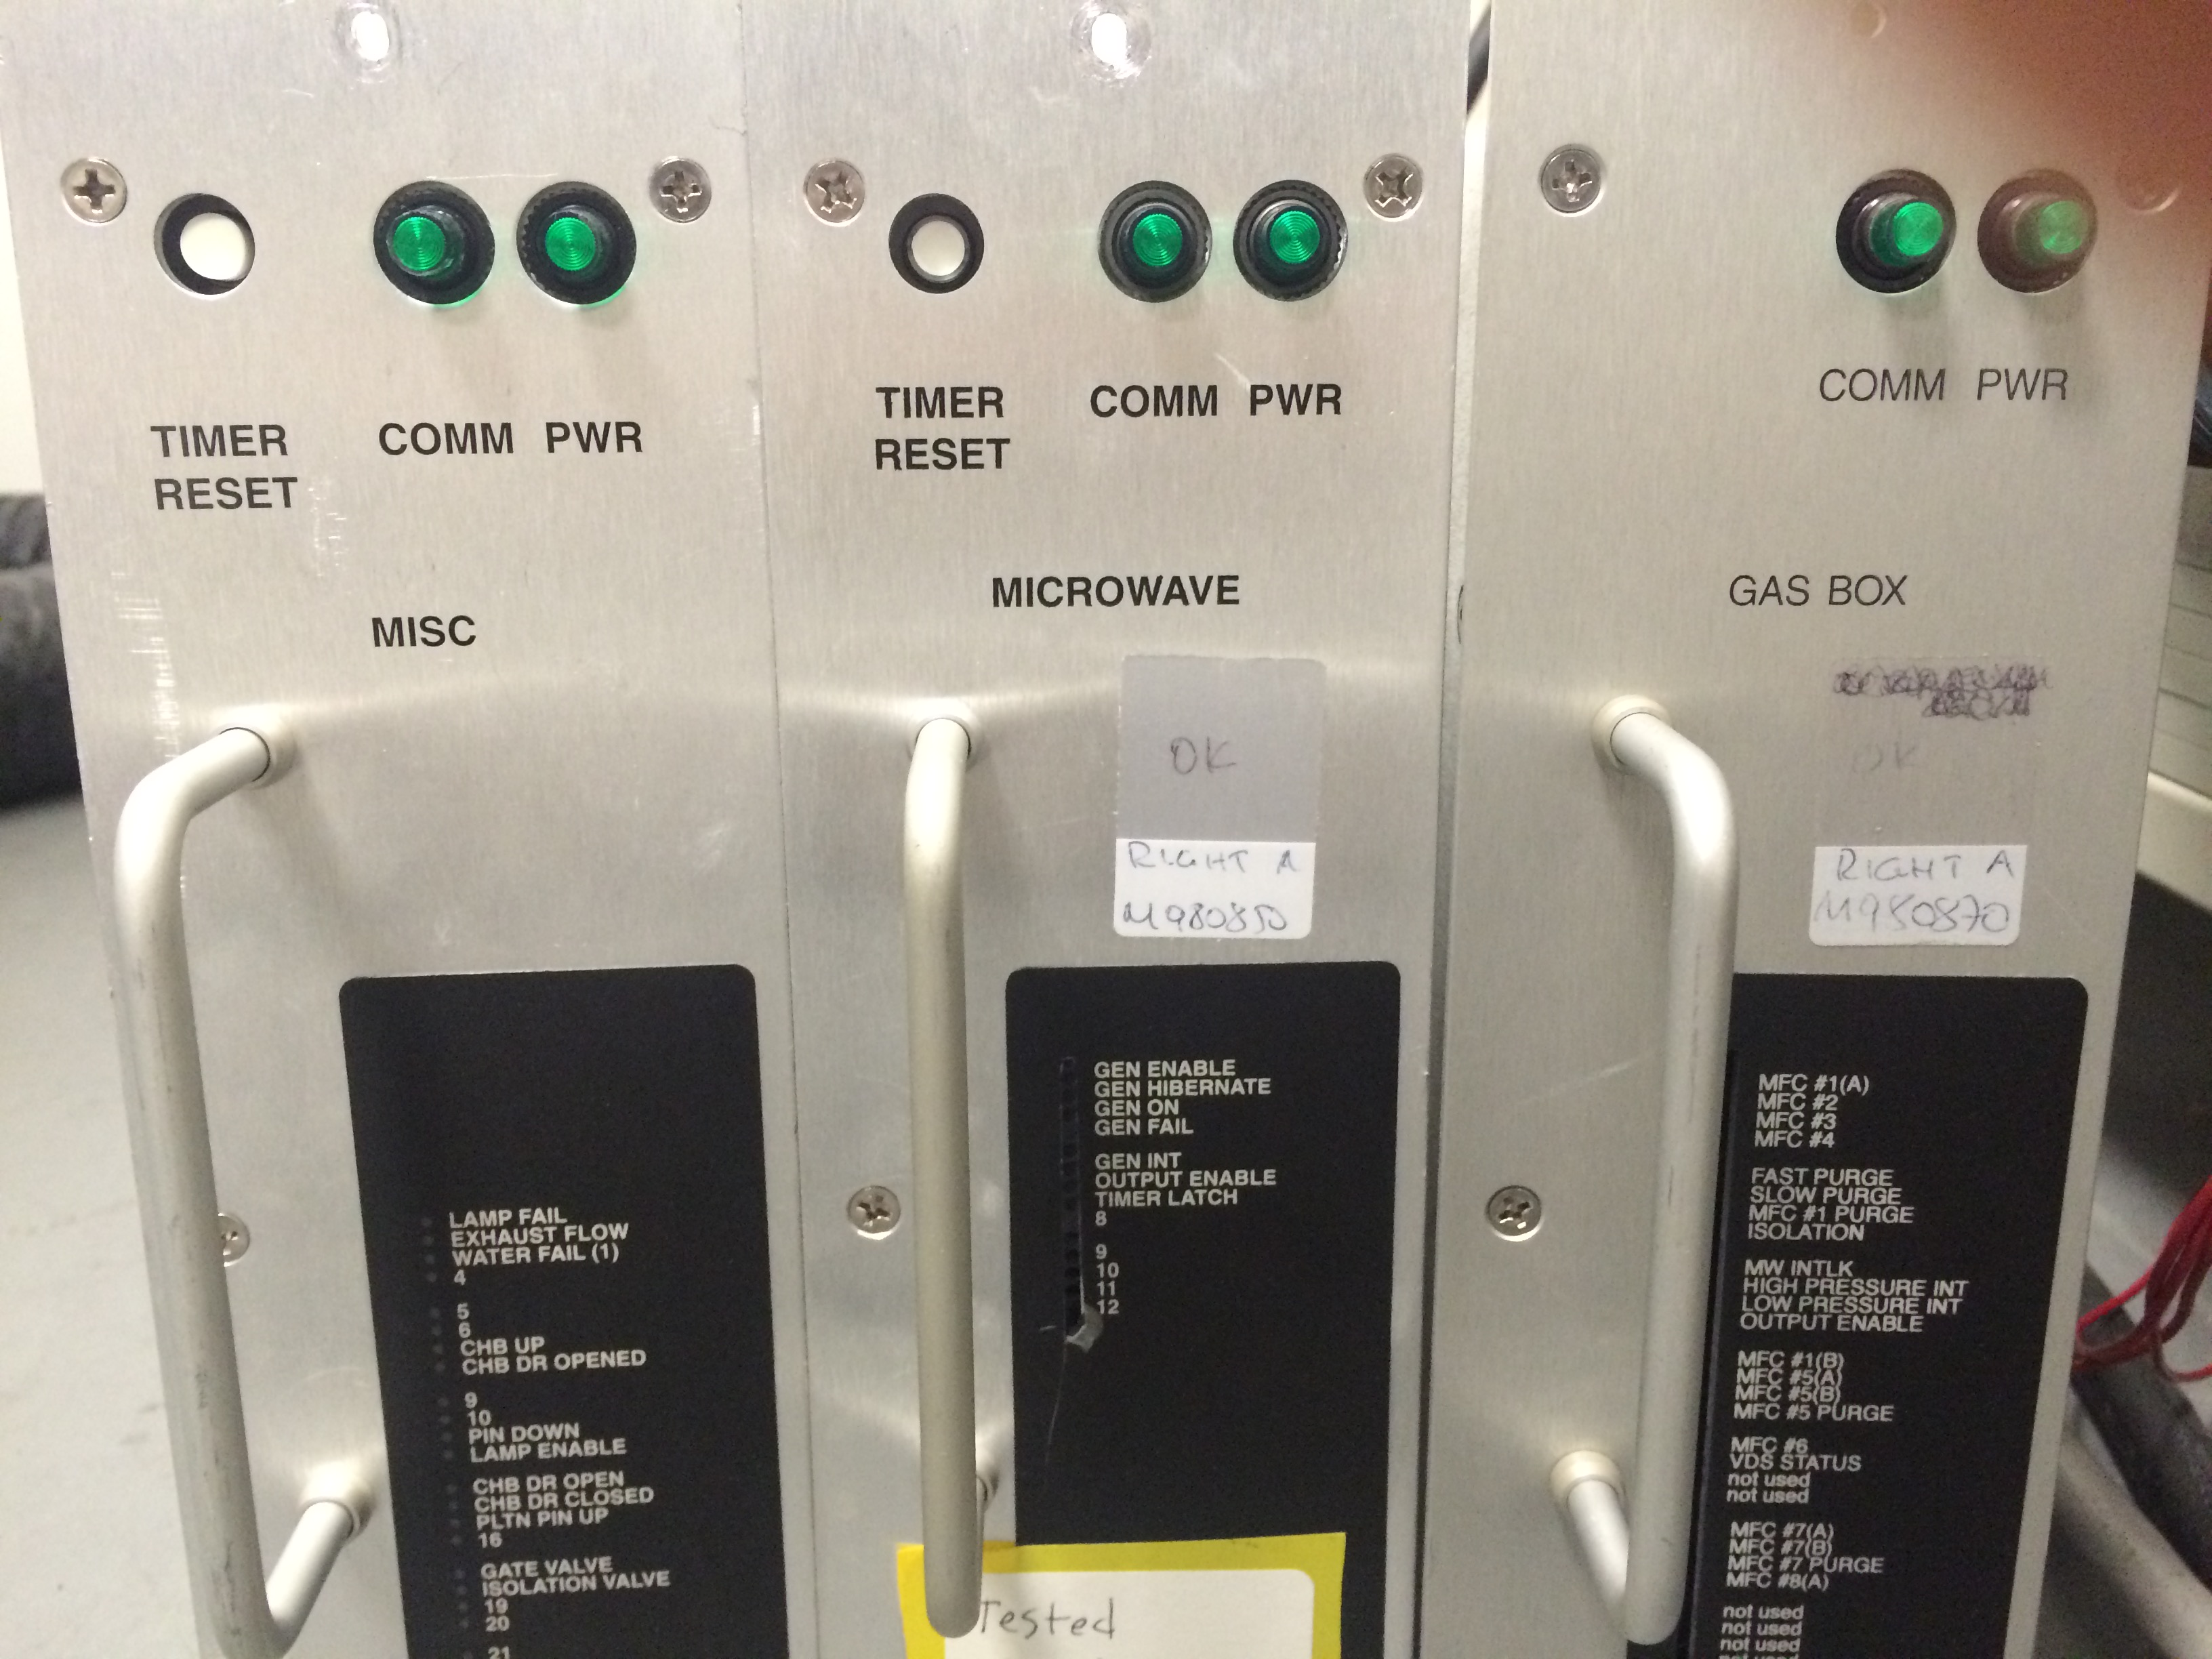 TIMER
RESET
COMM PWR
MISC
LAMP FAIL
EXHAUST FLOW
WATER FAIL (1)
4
5
6
CHB UP
CHB DR OPENED
9
10
PIN DOWN
LAMP ENABLE
CHB DR OPEN
CHB DR CLOSED
PLTN PIN UP
16
GATE VALVE
ISOLATION VALVE
19
20
21
TIMER
RESET
COMM PWR
MICROWAVE
OK
RIGHT A
M980850
GEN ENABLE
GEN HIBERNATE
GEN ON
GEN FAIL
GEN INT
OUTPUT ENABLE
TIMER LATCH
8
9
10
11
12
Tested
COMM PWR
GAS BOX
OK
RIGHT A
M980870
MFC #1(A)
MFC #2
MFC #3
MFC #4
FAST PURGE
SLOW PURGE
MFC #1 PURGE
ISOLATION
MW INTLK
HIGH PRESSURE INT
LOW PRESSURE INT
OUTPUT ENABLE
MFC #1(B)
MFC #5(A)
MFC #5(B)
MFC #5 PURGE
MFC #6
VDS STATUS
not used
not used
MFC #7(A)
MFC #7(B)
MFC #7 PURGE
MFC #8(A)
not used
not used
not used
not used